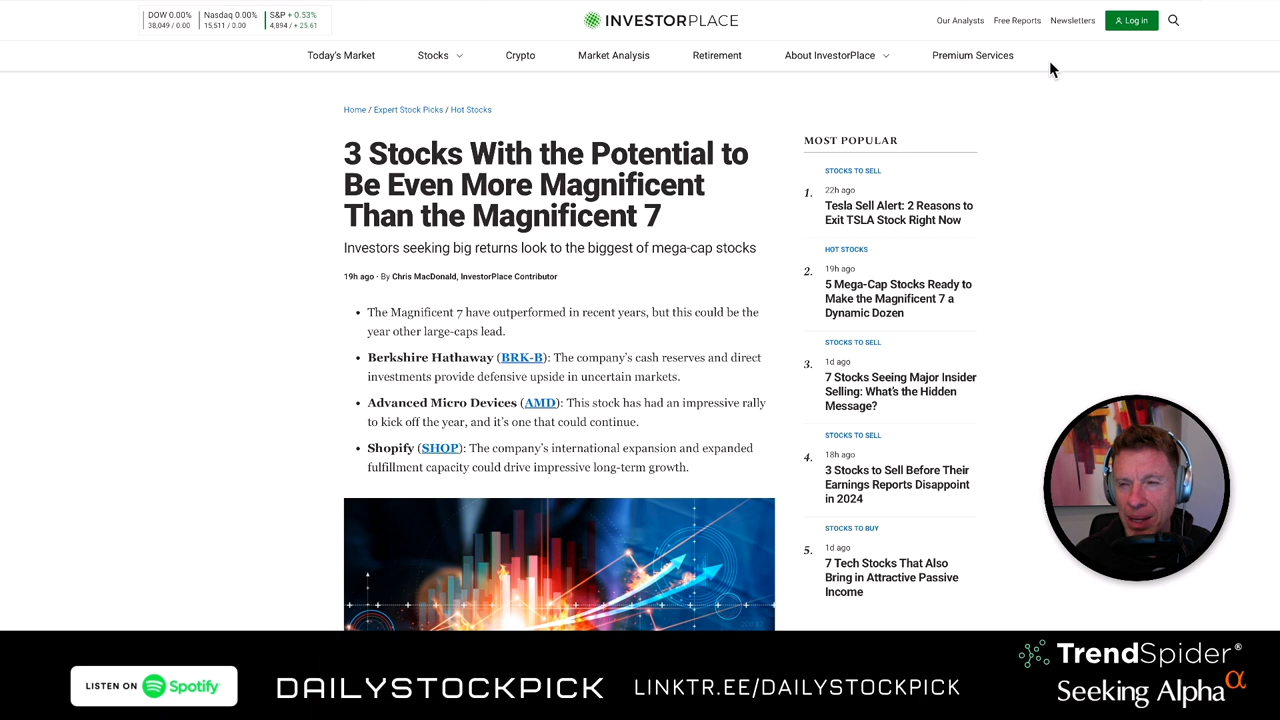 DOW 0.00% Nasdaq 0.00% S&P + 0.53%
38,049 / 0.00 15,511 / 0.00 4,894 / + 25.61
INVESTORPLACE
Our Analysts Free Reports Newsletters Log in
Today's Market Stocks Crypto Market Analysis Retirement About InvestorPlace Premium Services
Home / Expert Stock Picks / Hot Stocks
3 Stocks With the Potential to
Be Even More Magnificent
Than the Magnificent 7
Investors seeking big returns look to the biggest of mega-cap stocks
19h ago · By Chris MacDonald, InvestorPlace Contributor
• The Magnificent 7 have outperformed in recent years, but this could be the
year other large-caps lead.
• Berkshire Hathaway (BRK-B): The company's cash reserves and direct
investments provide defensive upside in uncertain markets.
• Advanced Micro Devices (AMD): This stock has had an impressive rally
to kick off the year, and it's one that could continue.
• Shopify (SHOP): The company's international expansion and expanded
fulfillment capacity could drive impressive long-term growth.
MOST POPULAR
STOCKS TO SELL
1. 22h ago
Tesla Sell Alert: 2 Reasons to
Exit TSLA Stock Right Now
HOT STOCKS
2. 19h ago
5 Mega-Cap Stocks Ready to
Make the Magnificent 7 a
Dynamic Dozen
STOCKS TO SELL
3. 1d ago
7 Stocks Seeing Major Insider
Selling: What's the Hidden
Message?
STOCKS TO SELL
4. 18h ago
3 Stocks to Sell Before Their
Earnings Reports Disappoint
in 2024
STOCKS TO BUY
5. 1d ago
7 Tech Stocks That Also
Bring in Attractive Passive
Income
LISTEN ON Spotify
DAILYSTOCKPICK
LINKTR.EE/DAILYSTOCKPICK
TrendSpider®
Seeking Alphaα